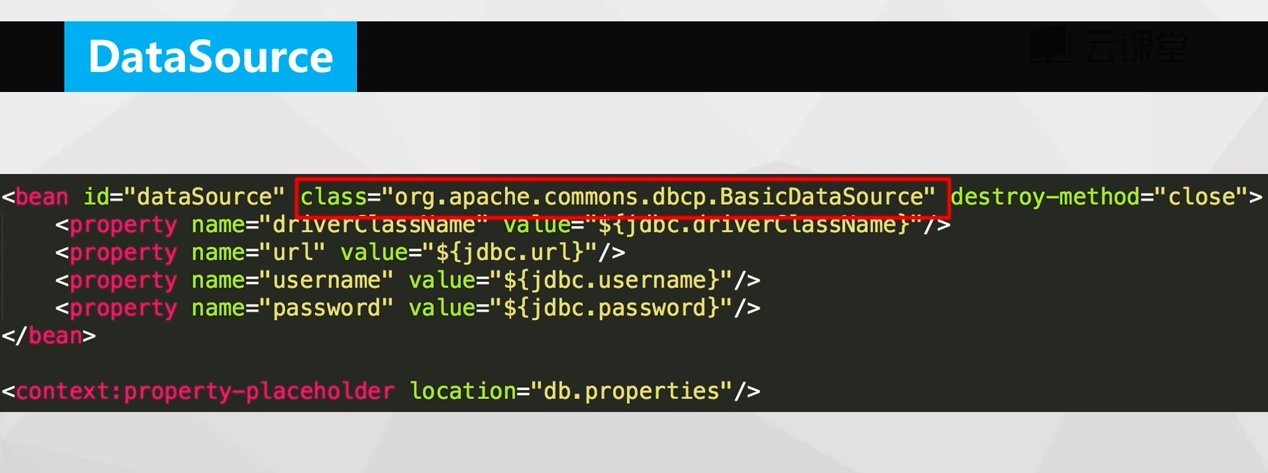 云课堂
DataSource
<bean id="dataSource" class="org.apache.commons.dbcp.BasicDataSource" destroy-method="close">
<property name="driverClassName" value="${jdbc.driverClassName}"/>
<property name="url" value="${jdbc.url}"/>
<property name="username" value="${jdbc.username}"/>
<property name="password" value="${jdbc.password}"/>
</bean>
<context:property-placeholder location="db.properties"/>